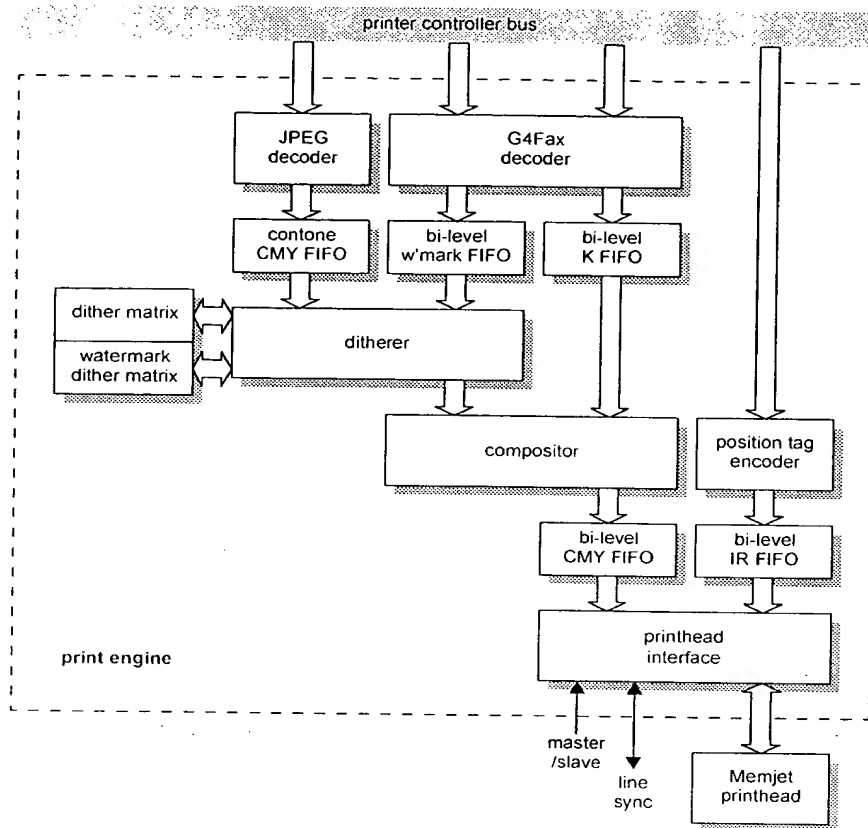 printer controller bus
JPEG
decoder
G4Fax
decoder
contone
CMY FIFO
bi-level
w'mark FIFO
bi-level
K FIFO
dither matrix
watermark
dither matrix
ditherer
compositor
position tag
encoder
bi-level
CMY FIFO
bi-level
IR FIFO
print engine
printhead
interface
master
/slave
line
sync
Memjet
printhead